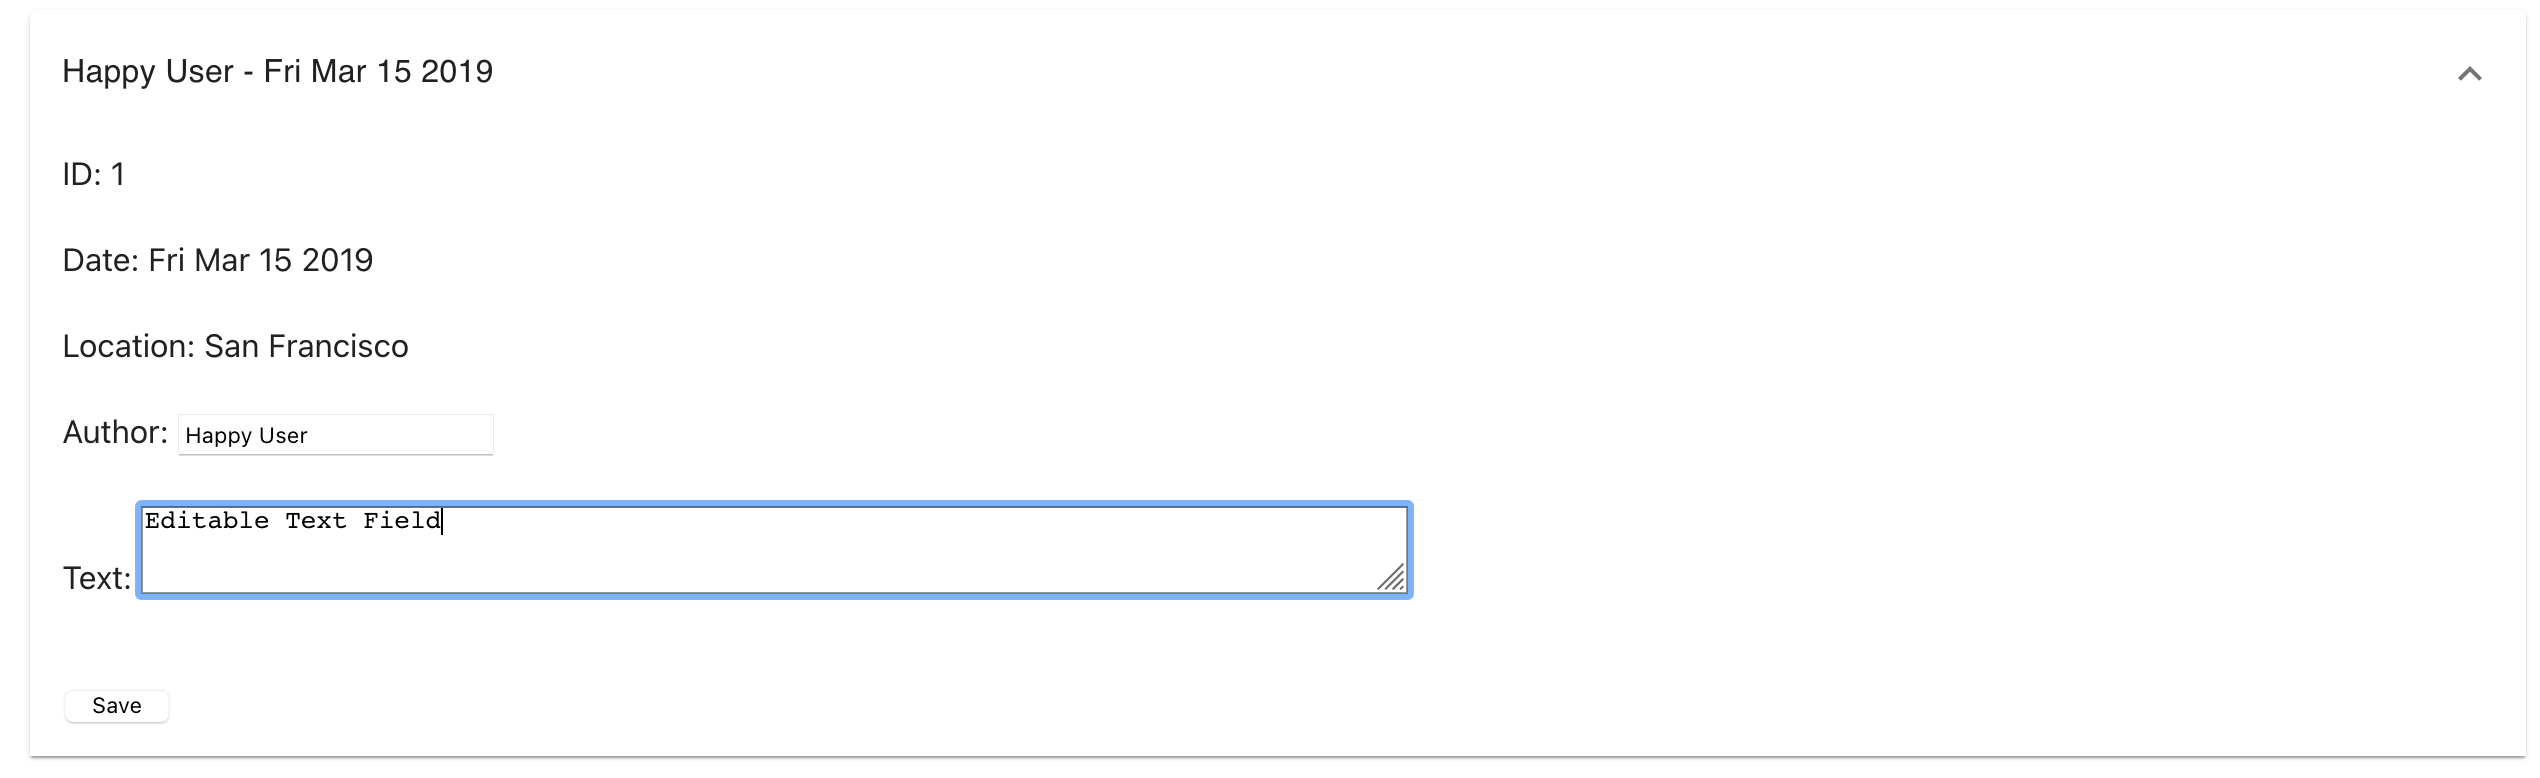 Happy User - Fri Mar 15 2019
ID: 1
Date: Fri Mar 15 2019
Location: San Francisco
Author: Happy User
Text: Editable Text Field
Save